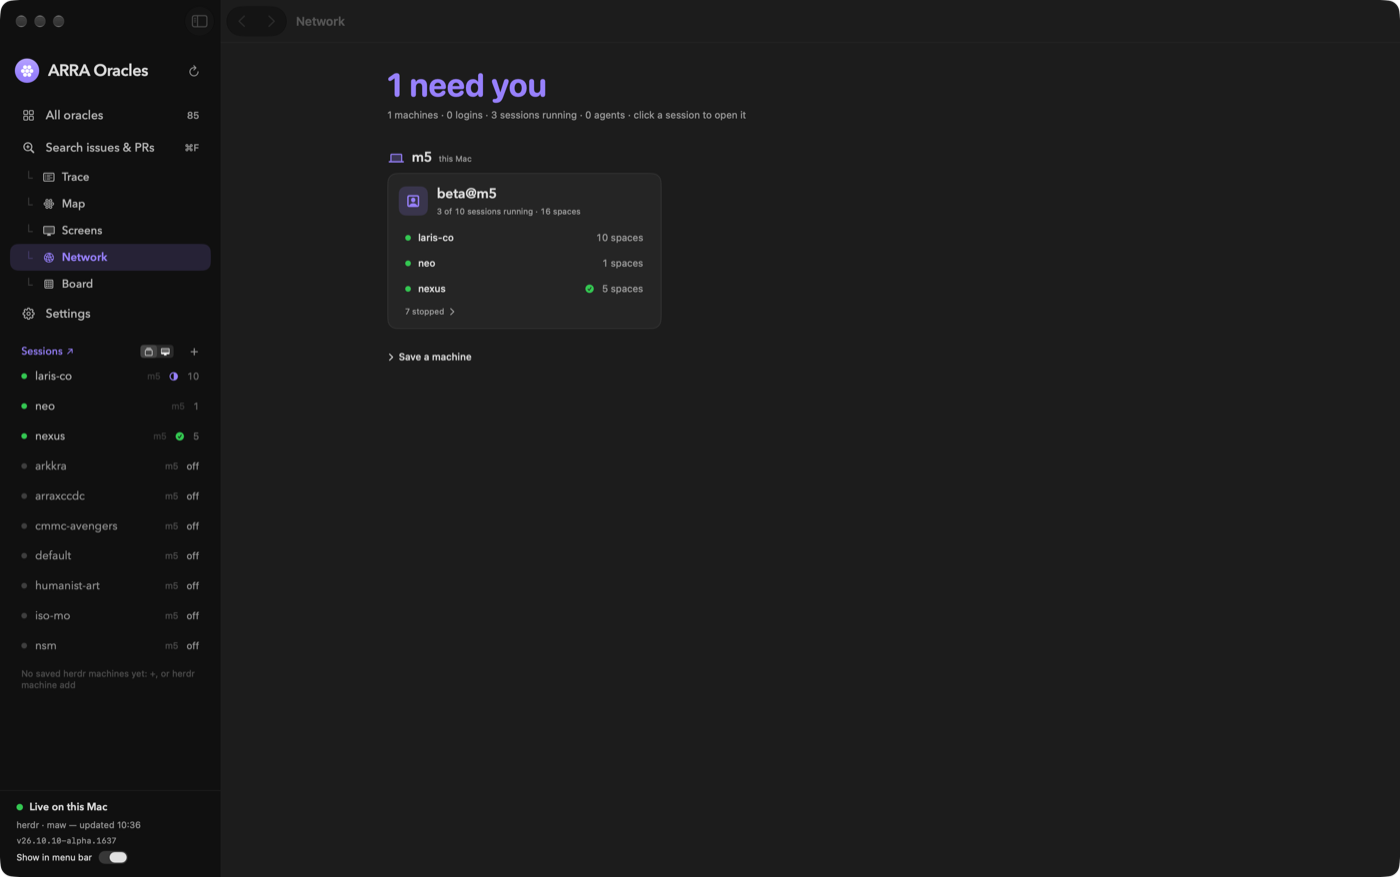 Network
ARRA Oracles
All oracles 85
Search issues & PRs ⌘F
Trace
Map
Screens
Network
Board
Settings
Sessions ↗ +
laris-co m5 10
neo m5 1
nexus m5 5
arkkra m5 off
arraxccdc m5 off
cmmc-avengers m5 off
default m5 off
humanist-art m5 off
iso-mo m5 off
nsm m5 off
No saved herdr machines yet: +, or herdr
machine add
Live on this Mac
herdr · maw — updated 10:36
v26.10.10-alpha.1637
Show in menu bar
1 need you
1 machines · 0 logins · 3 sessions running · 0 agents · click a session to open it
m5 this Mac
beta@m5
3 of 10 sessions running · 16 spaces
laris-co 10 spaces
neo 1 spaces
nexus 5 spaces
7 stopped >
> Save a machine